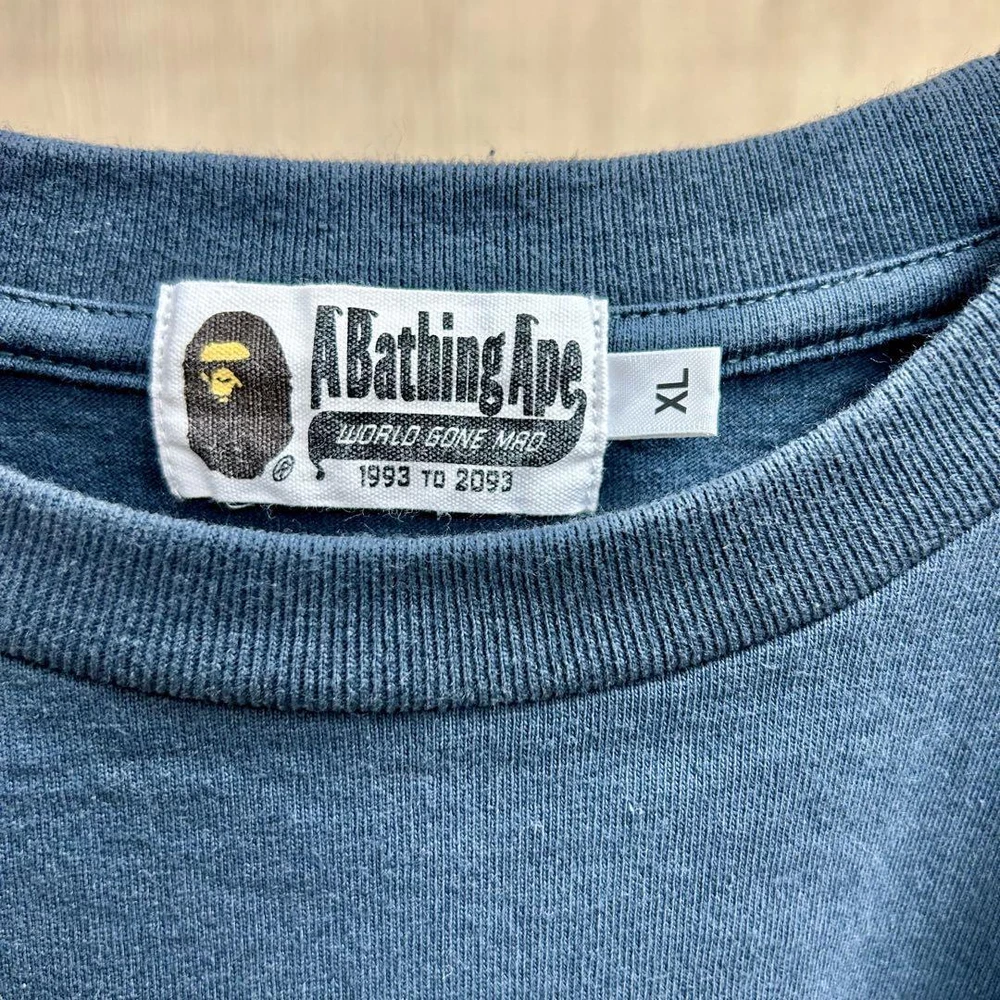 A Bathing Ape
WORLD GONE MAD
1993 TO 2093
®
XL